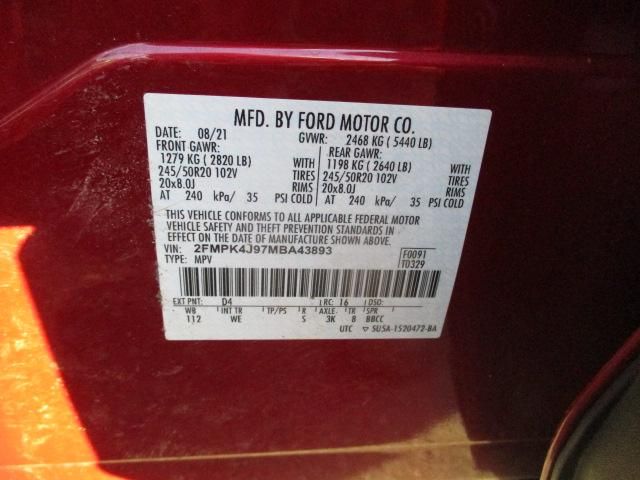 MFD. BY FORD MOTOR CO.
DATE: 08/21 GVWR: 2468 KG ( 5440 LB)
FRONT GAWR: REAR GAWR:
1279 KG ( 2820 LB) WITH 1198 KG ( 2640 LB) WITH
245/50R20 102V TIRES 245/50R20 102V TIRES
20x8.0J RIMS 20x8.0J RIMS
AT 240 kPa/ 35 PSI COLD AT 240 kPa/ 35 PSI COLD
THIS VEHICLE CONFORMS TO ALL APPLICABLE FEDERAL MOTOR
VEHICLE SAFETY AND THEFT PREVENTION STANDARDS IN
EFFECT ON THE DATE OF MANUFACTURE SHOWN ABOVE.
VIN: 2FMPK4J97MBA43893 F0091
TYPE: MPV T0329
EXT PNT: D4 RC: 16 DSO:
WB INT TR TP/PS R AXLE TR SPR
112 WE S 3K 8 BBCC
UTC SU5A-1520472-BA